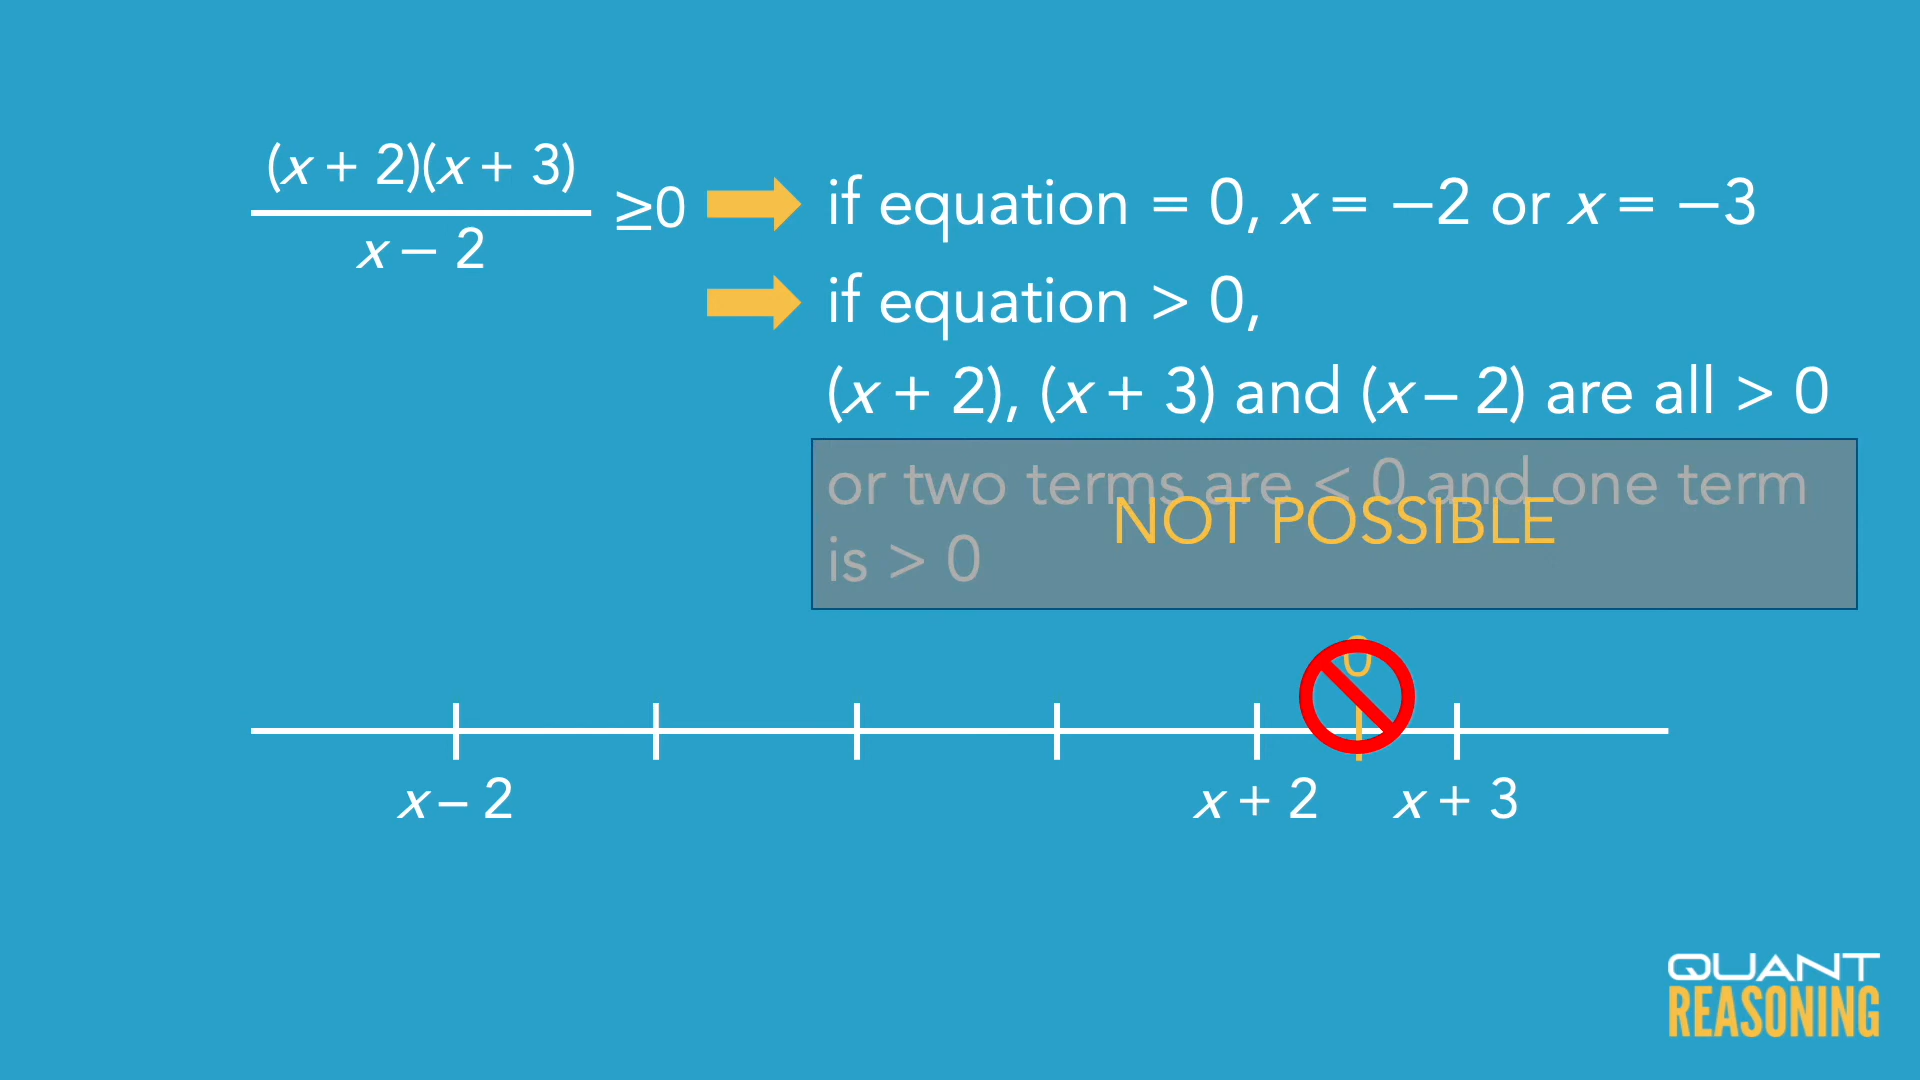 (x + 2)(x + 3)
x – 2
≥0
if equation = 0, x = –2 or x = –3
if equation > 0,
(x + 2), (x + 3) and (x – 2) are all > 0
or two terms are < 0 and one term
NOT POSSIBLE
is > 0
0
x – 2
x + 2
x + 3
QUANT
REASONING